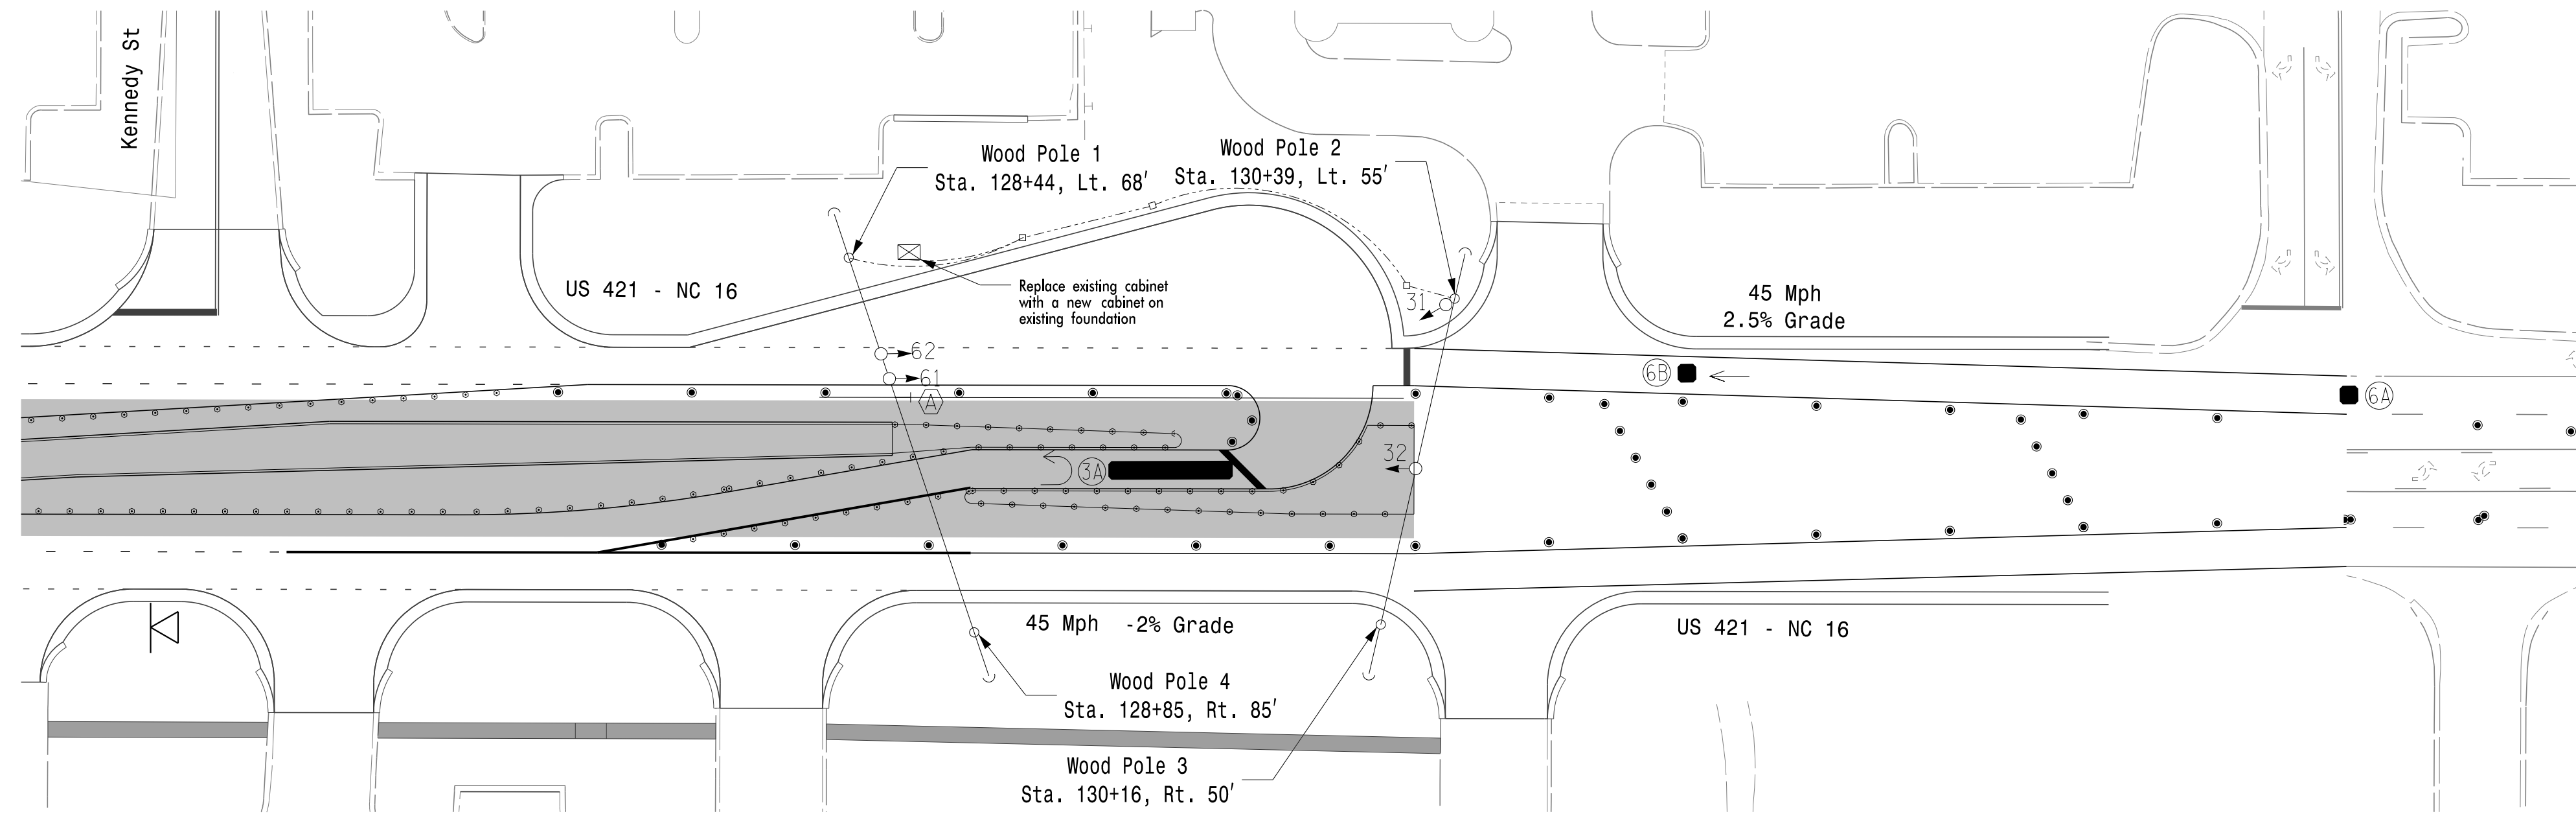 Kennedy St
Wood Pole 1
Sta. 128+44, Lt. 68'
Wood Pole 2
Sta. 130+39, Lt. 55'
US 421 - NC 16
Replace existing cabinet
with a new cabinet on
existing foundation
31
45 Mph
2.5% Grade
62
61
A
6B
6A
3A
32
45 Mph -2% Grade
US 421 - NC 16
Wood Pole 4
Sta. 128+85, Rt. 85'
Wood Pole 3
Sta. 130+16, Rt. 50'